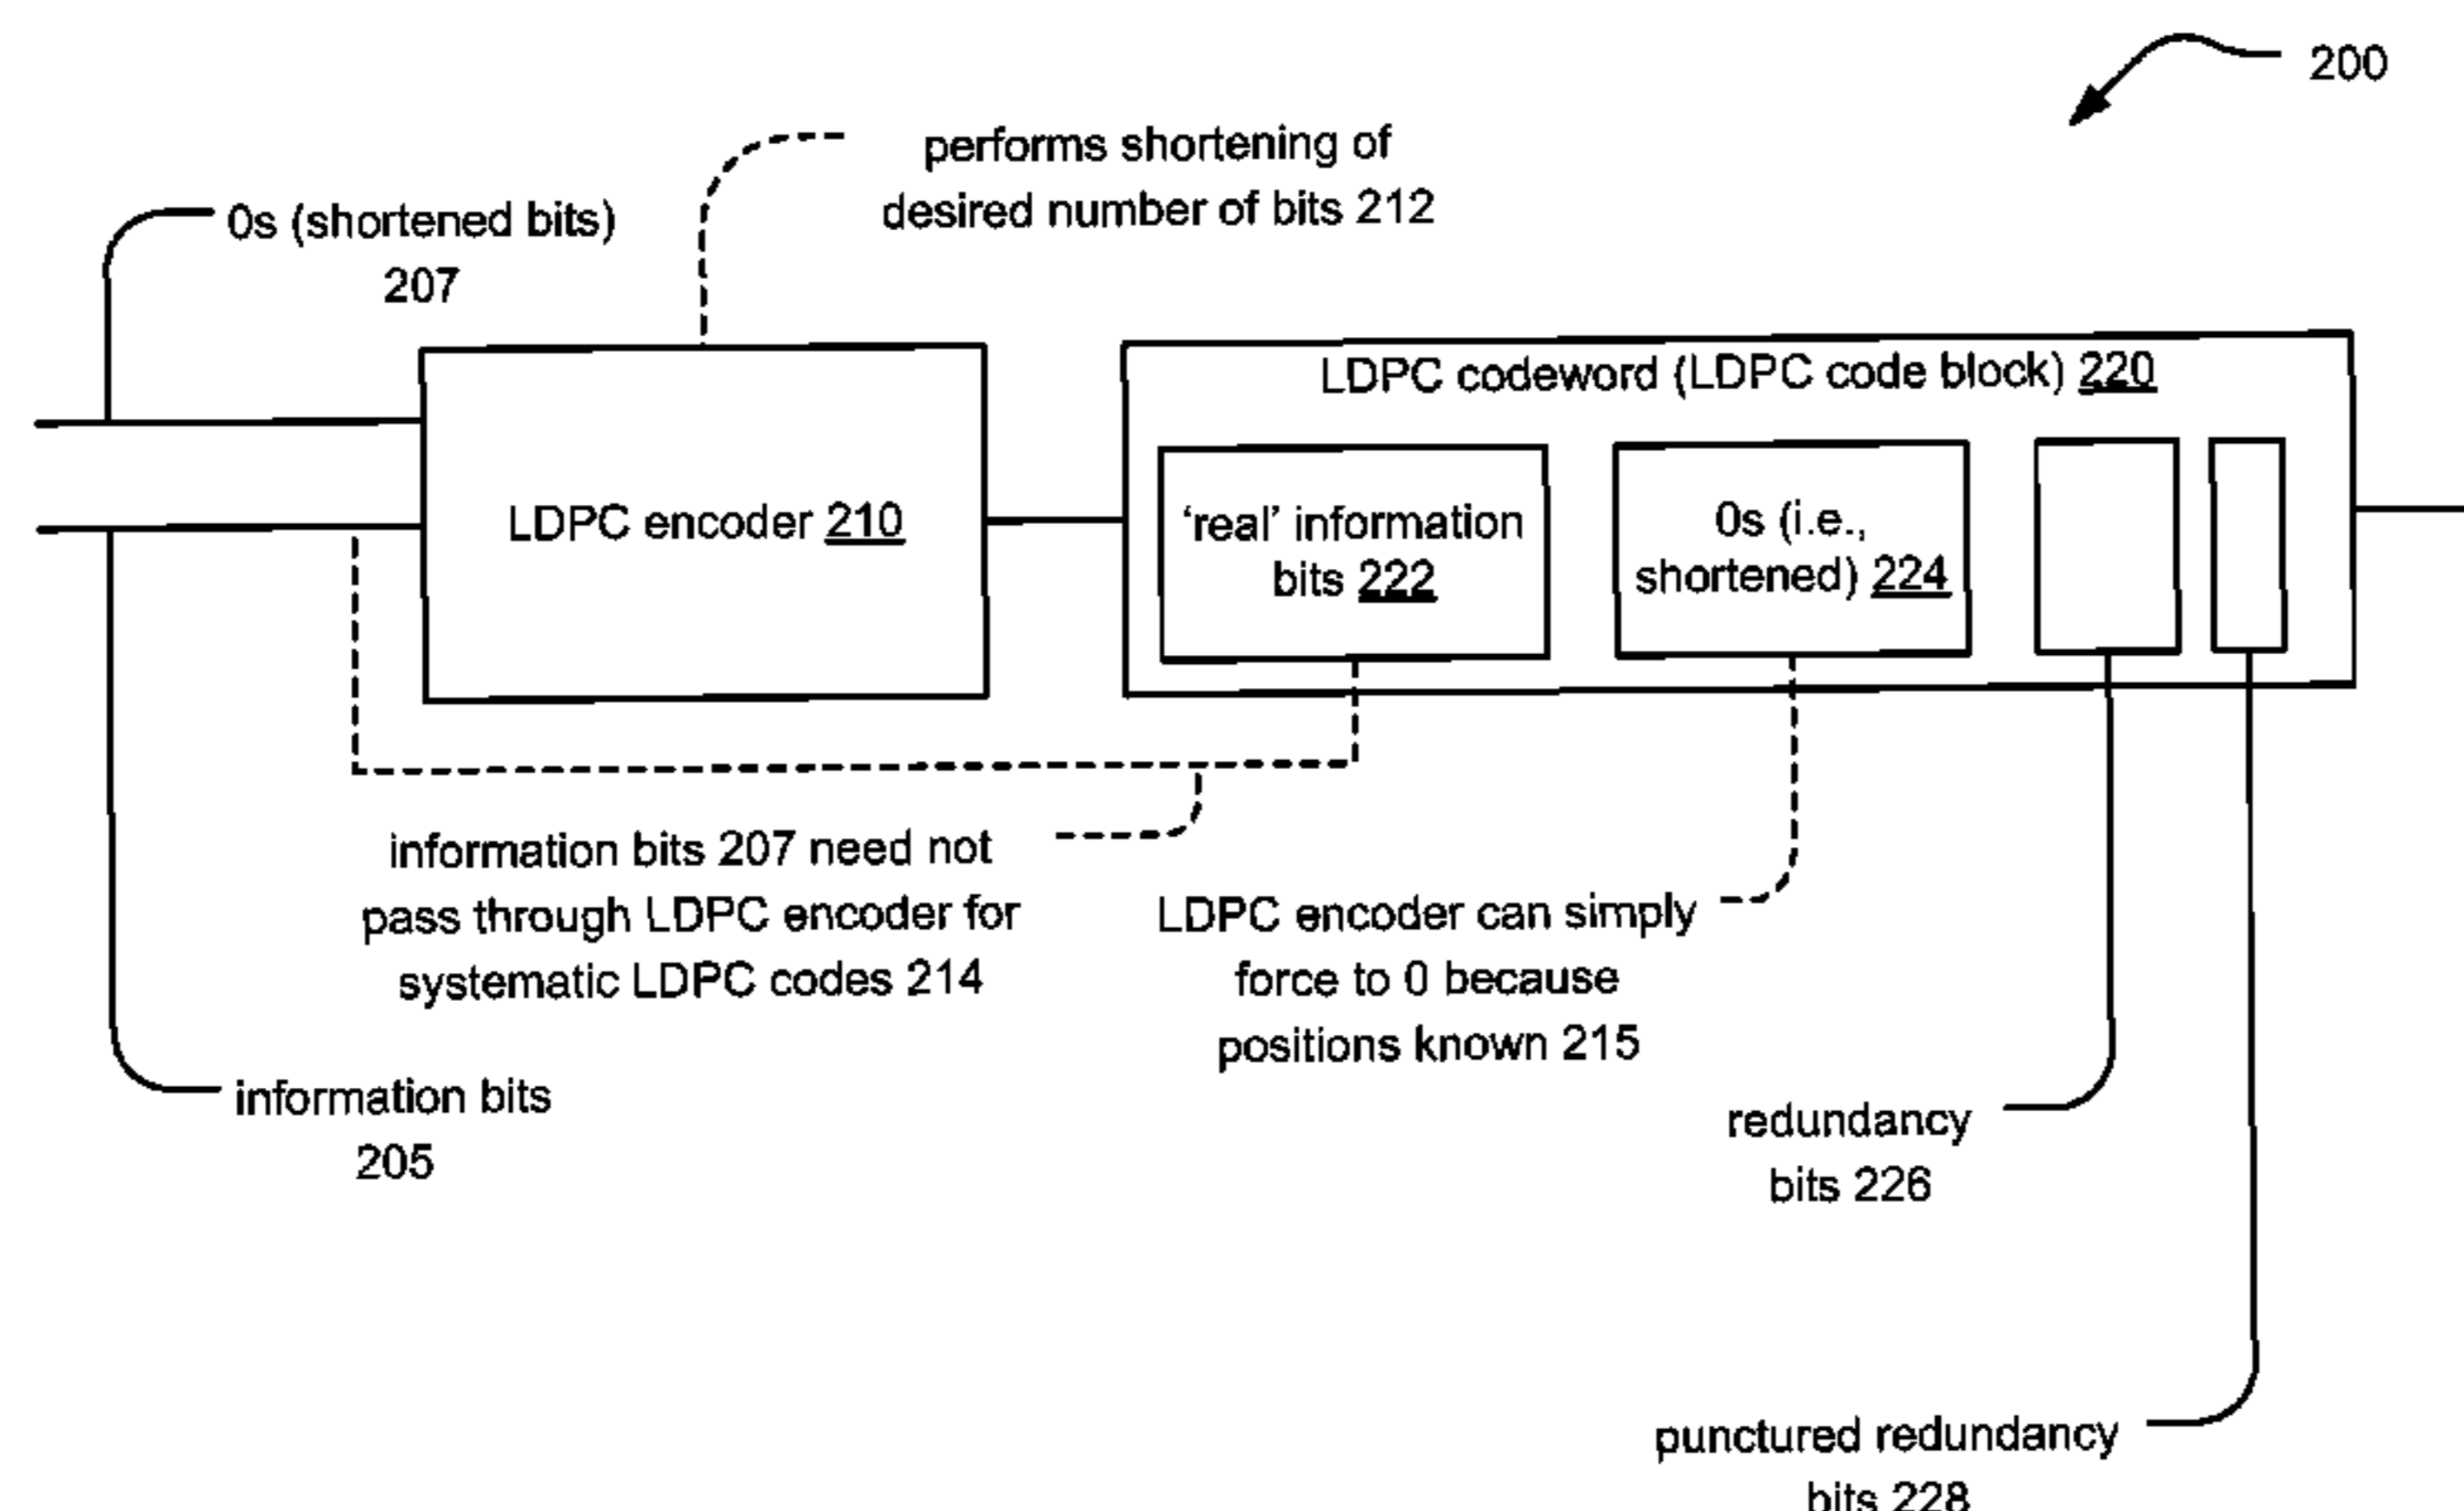 200
performs shortening of
desired number of bits 212
0s (shortened bits)
207
LDPC encoder 210
LDPC codeword (LDPC code block) 220
‘real’ information
bits 222
0s (i.e.,
shortened) 224
information bits 207 need not
pass through LDPC encoder for
systematic LDPC codes 214
LDPC encoder can simply
force to 0 because
positions known 215
information bits
205
redundancy
bits 226
punctured redundancy
bits 228